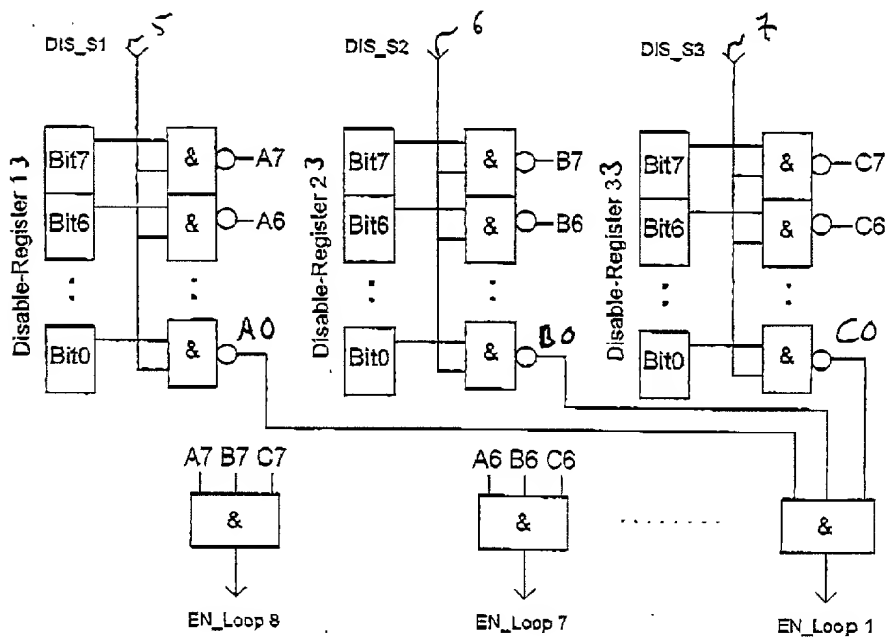 5 6 7
DIS_S1 DIS_S2 DIS_S3
Disable-Register 1 3
Bit7 & A7
Bit6 & A6
Bit0 & A0
Disable-Register 2 3
Bit7 & B7
Bit6 & B6
Bit0 & B0
Disable-Register 3 3
Bit7 & C7
Bit6 & C6
Bit0 & C0
A7 B7 C7 A6 B6 C6
& & &
EN_Loop 8 EN_Loop 7 EN_Loop 1